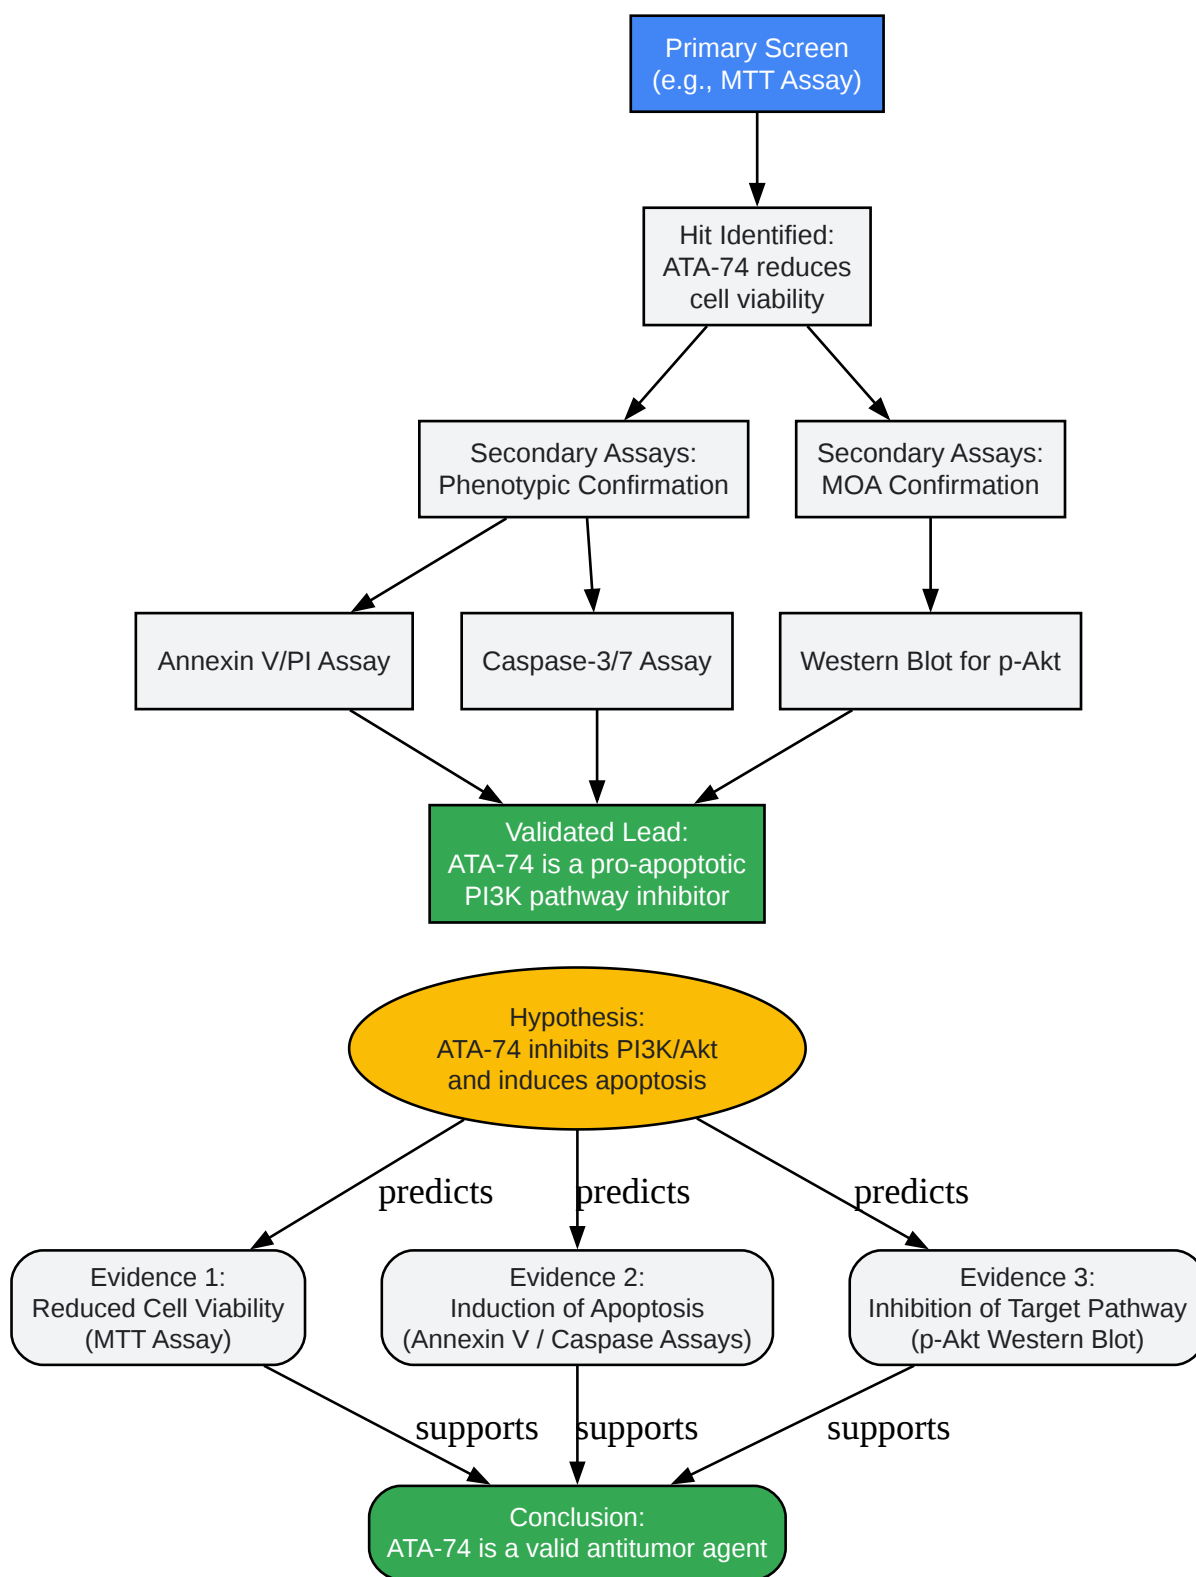 Primary Screen
(e.g., MTT Assay)
Hit Identified:
ATA-74 reduces
cell viability
Secondary Assays:
Phenotypic Confirmation
Secondary Assays:
MOA Confirmation
Annexin V/PI Assay
Caspase-3/7 Assay
Western Blot for p-Akt
Validated Lead:
ATA-74 is a pro-apoptotic
PI3K pathway inhibitor
Hypothesis:
ATA-74 inhibits PI3K/Akt
and induces apoptosis
predicts
predicts
predicts
Evidence 1:
Reduced Cell Viability
(MTT Assay)
Evidence 2:
Induction of Apoptosis
(Annexin V / Caspase Assays)
Evidence 3:
Inhibition of Target Pathway
(p-Akt Western Blot)
supports
supports
supports
Conclusion:
ATA-74 is a valid antitumor agent